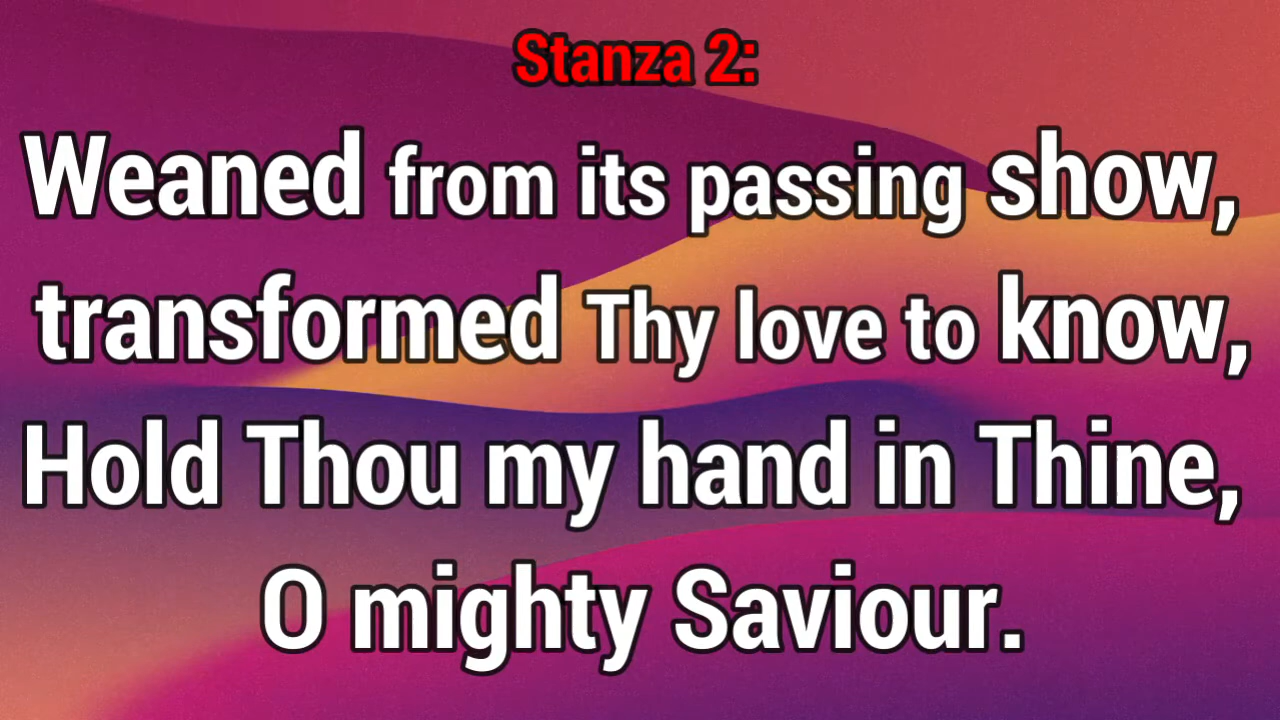 Stanza 2:
Weaned from its passing show,
transformed Thy love to know,
Hold Thou my hand in Thine,
O mighty Saviour.